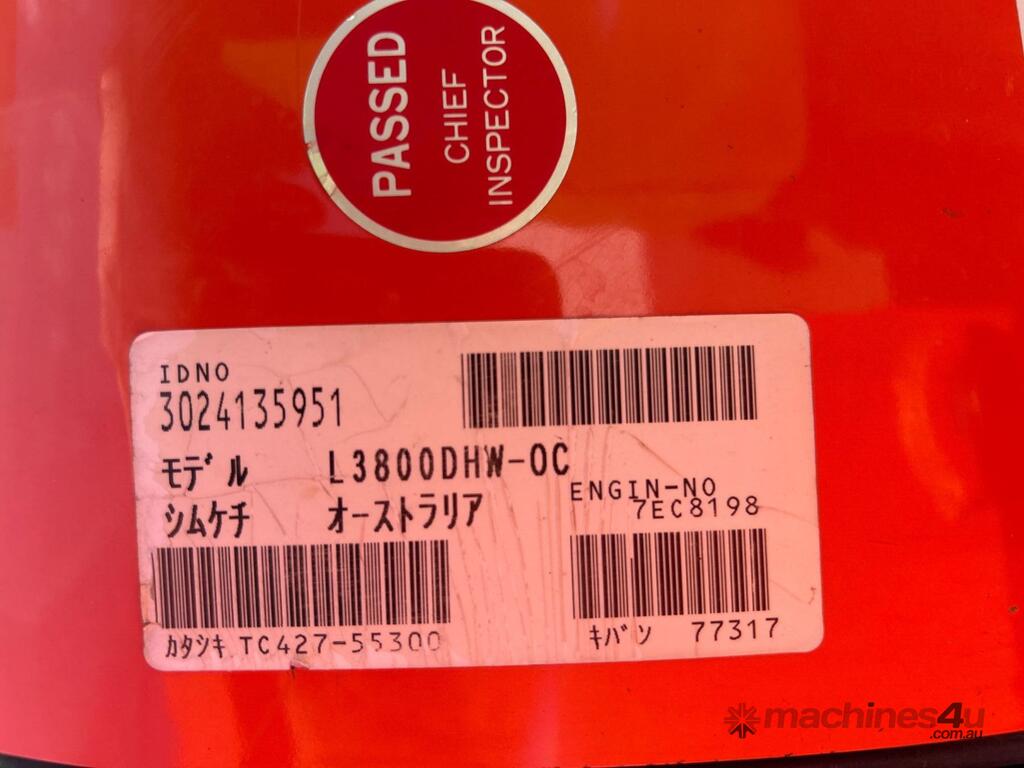 PASSED
CHIEF
INSPECTOR
IDNO
3024135951
モデル L3800DHW-OC
シムケチ オーストラリア
ENGIN-NO
7EC8198
カタシキ TC427-55300
キバン 77317
machines4u
.com.au